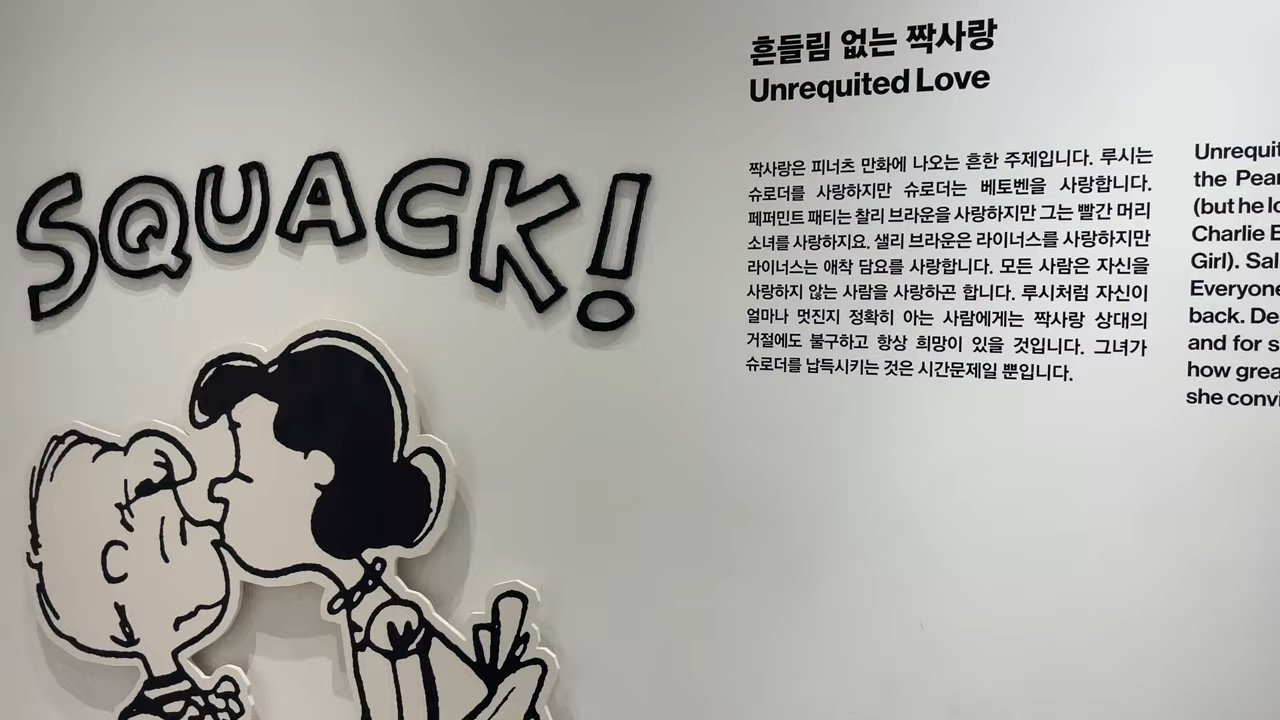 SQUACK!
흔들림 없는 짝사랑
Unrequited Love
짝사랑은 피너츠 만화에 나오는 흔한 주제입니다. 루시는
슈로더를 사랑하지만 슈로더는 베토벤을 사랑합니다.
페퍼민트 패티는 찰리 브라운을 사랑하지만 그는 빨간 머리
소녀를 사랑하지요. 샐리 브라운은 라이너스를 사랑하지만
라이너스는 애착 담요를 사랑합니다. 모든 사람은 자신을
사랑하지 않는 사람을 사랑하곤 합니다. 루시처럼 자신이
얼마나 멋진지 정확히 아는 사람에게는 짝사랑 상대의
거절에도 불구하고 항상 희망이 있을 것입니다. 그녀가
슈로더를 납득시키는 것은 시간문제일 뿐입니다.
the
(but he
Charlie
Girl).
back.
and for
how
she